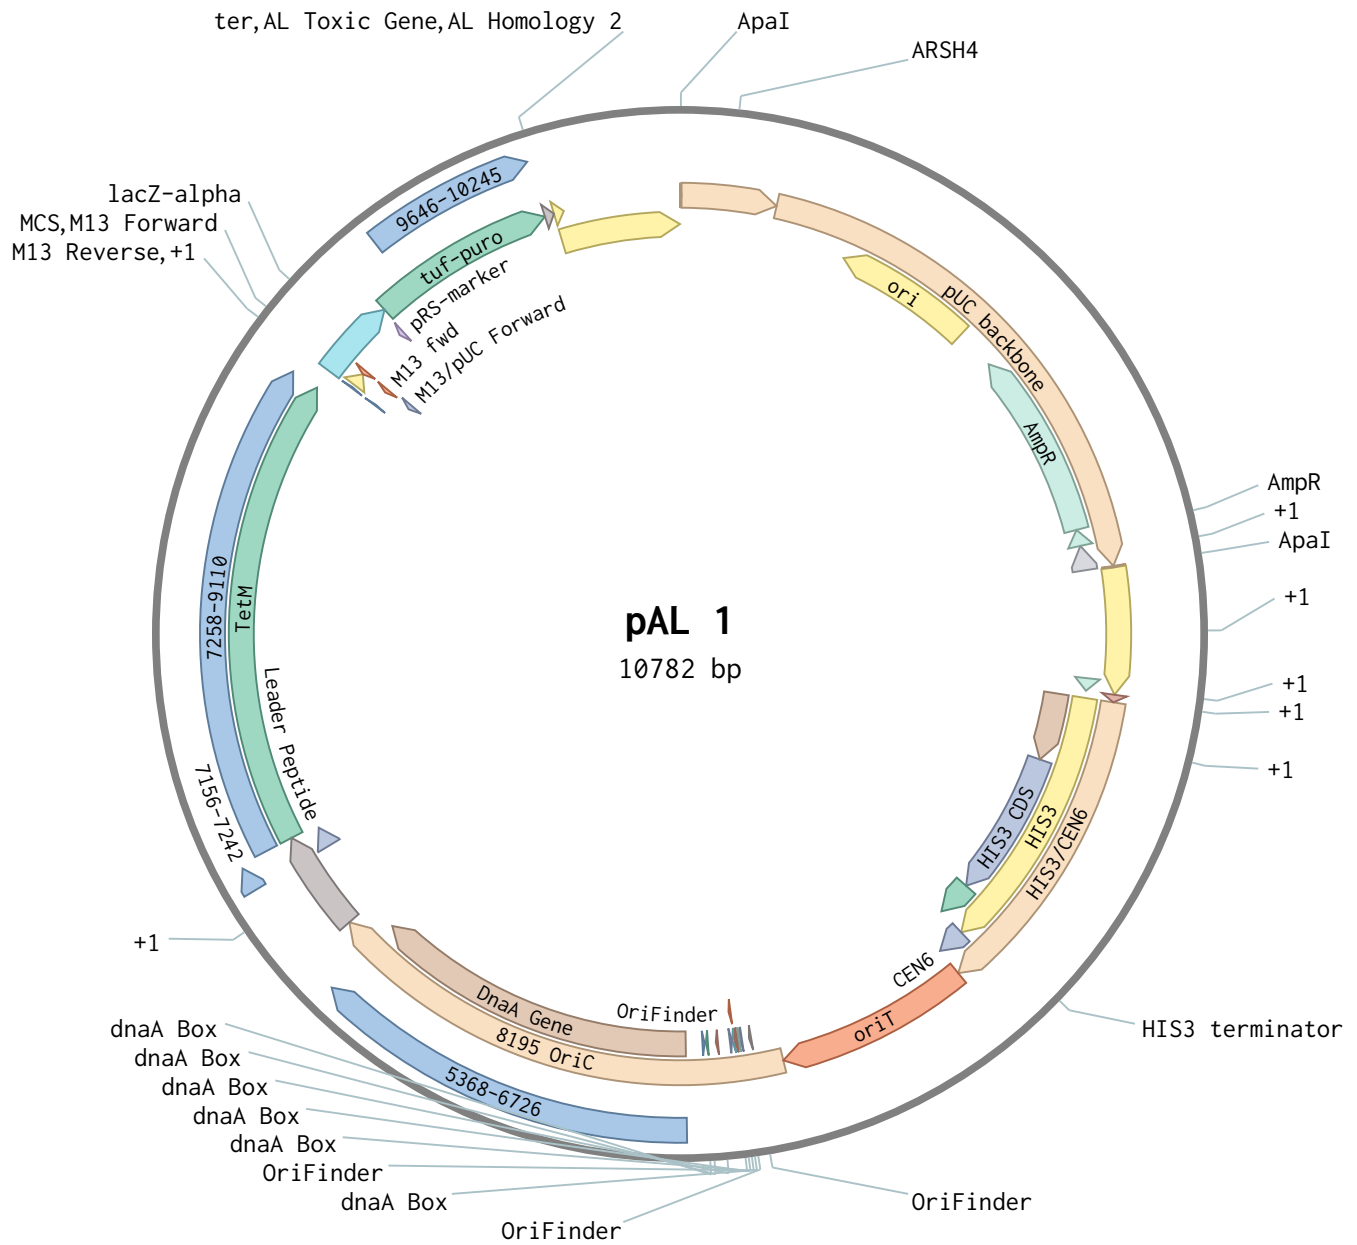 ter,AL Toxic Gene,AL Homology 2
ApaI
ARSH4
9646-10245
lacZ-alpha
MCS,M13 Forward
M13 Reverse,+1
tuf-puro
pRS-marker
M13 fwd
M13/pUC Forward
ori
pUC backbone
AmpR
AmpR
+1
ApaI
+1
+1
+1
+1
pAL 1
10782 bp
7258-9110
TetM
Leader Peptide
7156-7242
HIS3 CDS
HIS3
HIS3/CEN6
CEN6
oriT
HIS3 terminator
+1
DnaA Gene
OriFinder
8195 OriC
5368-6726
dnaA Box
dnaA Box
dnaA Box
dnaA Box
dnaA Box
OriFinder
dnaA Box
OriFinder
OriFinder